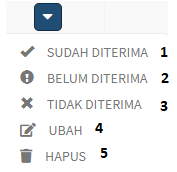 SUDAH DITERIMA 1
BELUM DITERIMA 2
TIDAK DITERIMA 3
UBAH 4
HAPUS 5